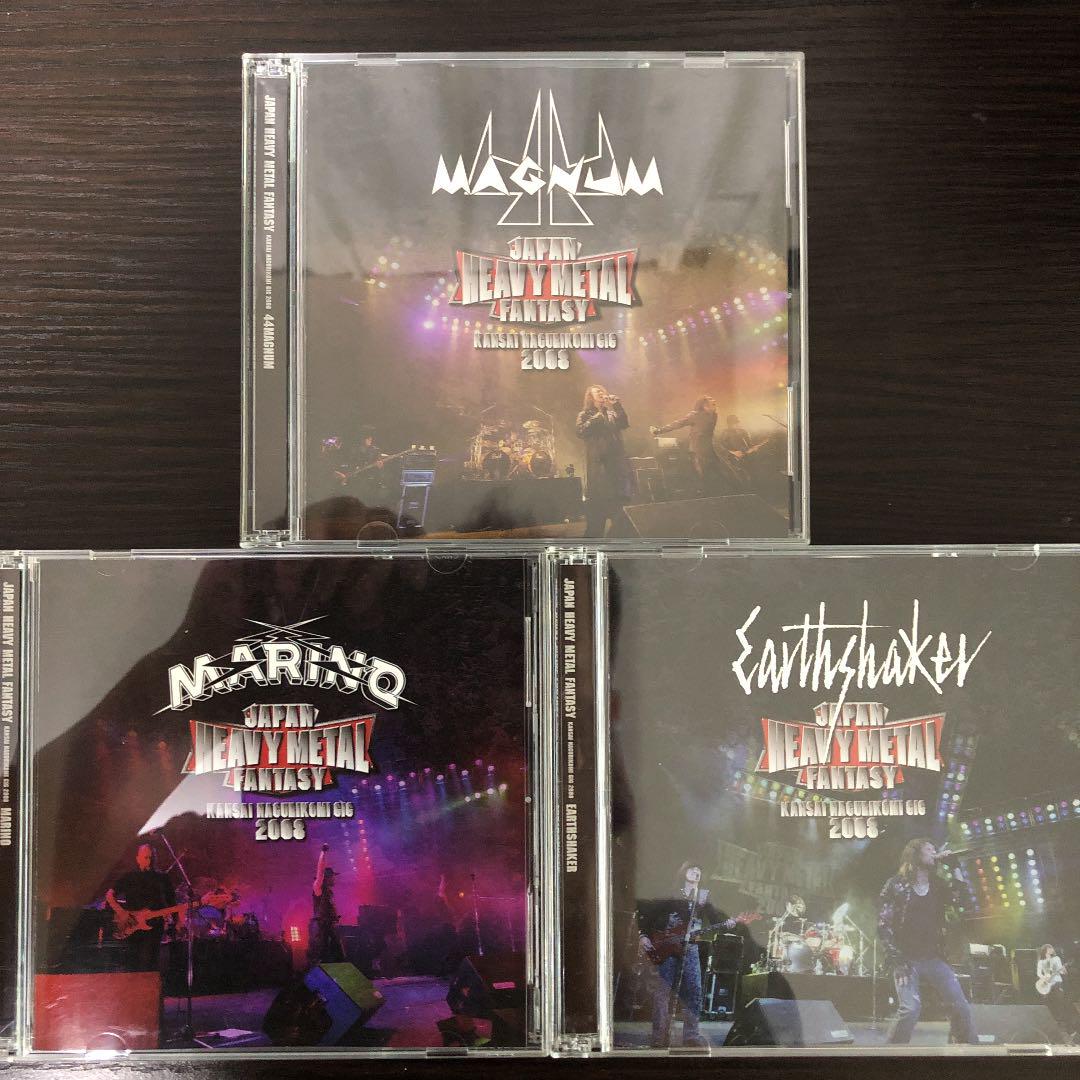 JAPAN HEAVY METAL FANTASY KANSAI NAGURIKOMI GIG 2008 44MAGNUM
44
MAGNUM
JAPAN
HEAVY METAL
FANTASY
KANSAI NAGURIKOMI GIG
2008
JAPAN HEAVY METAL FANTASY KANSAI NAGURIKOMI GIG 2008 MARINO
MARINO
JAPAN
HEAVY METAL
FANTASY
KANSAI NAGURIKOMI GIG
2008
JAPAN HEAVY METAL FANTASY KANSAI NAGURIKOMI GIG 2008 EARTHSHAKER
Earthshaker
JAPAN
HEAVY METAL
FANTASY
KANSAI NAGURIKOMI GIG
2008